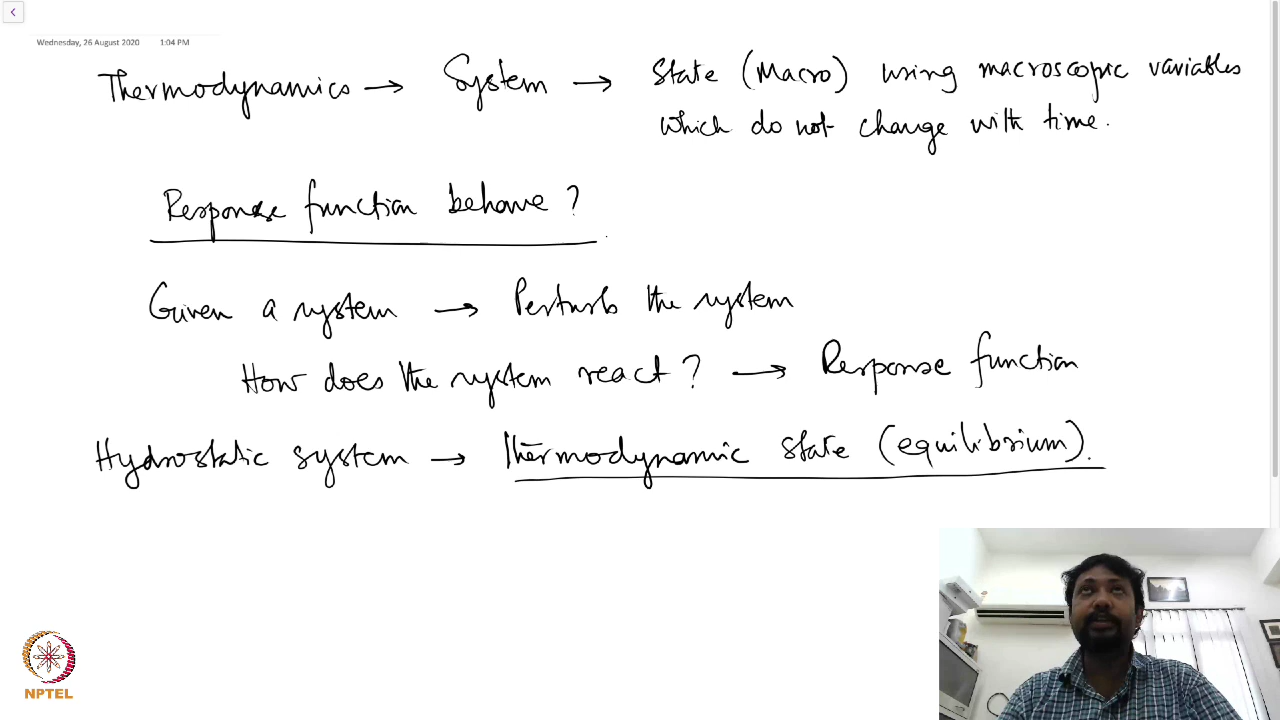 Wednesday, 26 August 2020 1:04 PM
Thermodynamics → System → State (Macro) using macroscopic variables
which do not change with time.
Response function behave?
Given a system → Perturb the system
How does the system react? → Response function
Hydrostatic system → Thermodynamic state (equilibrium).
NPTEL